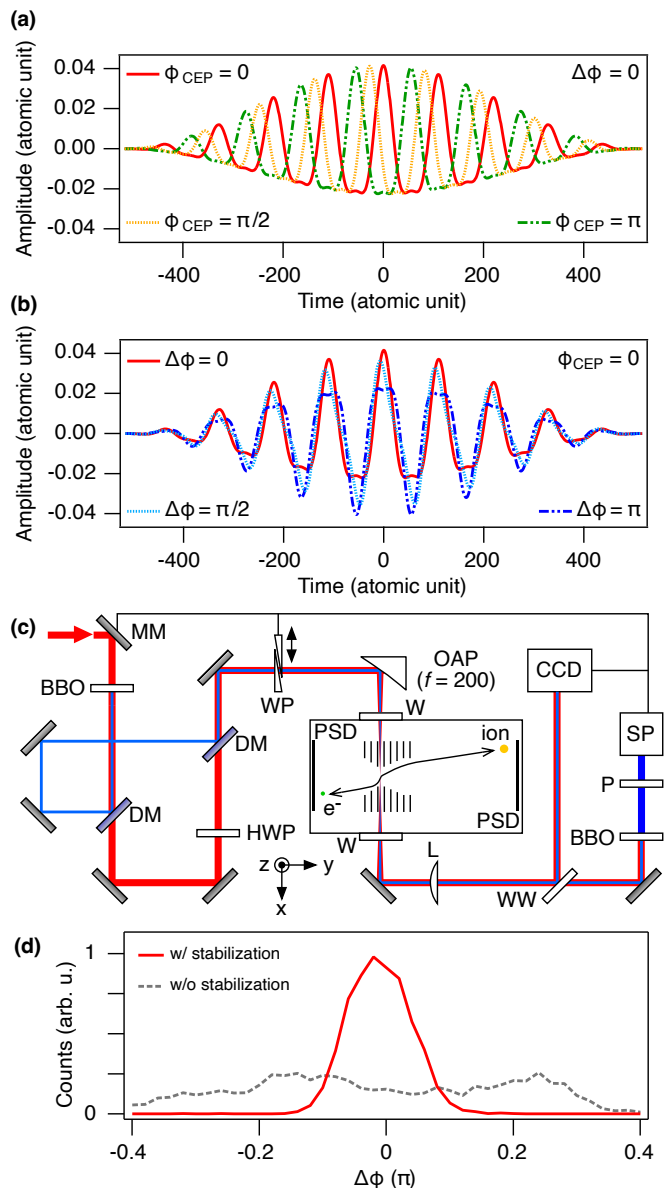 (a)
Amplitude (atomic unit)
0.04
0.02
0.00
-0.02
-0.04
ϕ CEP = 0
Δϕ = 0
ϕ CEP = π/2
ϕ CEP = π
-400
-200
0
200
400
Time (atomic unit)
(b)
Amplitude (atomic unit)
0.04
0.02
0.00
-0.02
-0.04
Δϕ = 0
ϕCEP = 0
Δϕ = π/2
Δϕ = π
-400
-200
0
200
400
Time (atomic unit)
(c)
MM
BBO
DM
DM
HWP
WP
OAP
(f = 200)
W
PSD
ion
e-
PSD
W
z
y
x
L
CCD
SP
P
BBO
WW
(d)
Counts (arb. u.)
1
0
w/ stabilization
w/o stabilization
-0.4
-0.2
0
0.2
0.4
Δϕ (π)